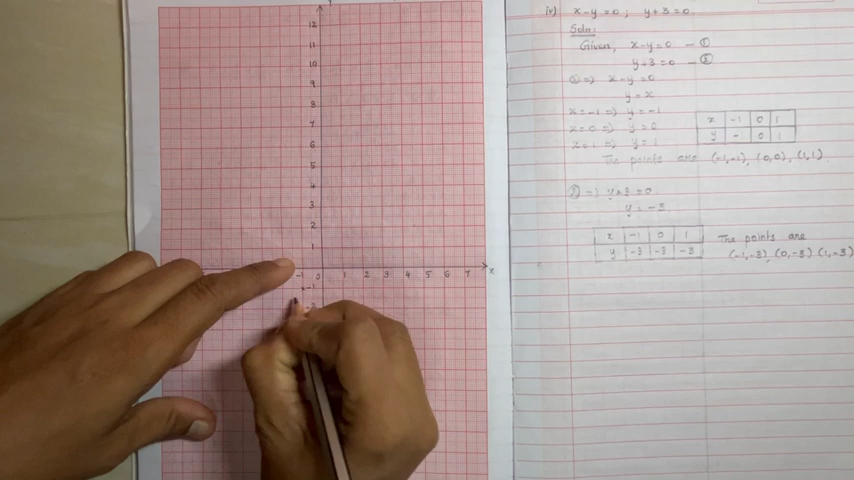 12
11
10
9
8
7
6
5
4
3
2
1
-1 0 1 2 3 4 5 6 7 x
-1
iv) x-y=0 ; y+3=0.
Soln:
Given, x-y=0 - ①
y+3=0 - ②
① => x-y=0
y=x
x=-1 => y=-1
x=0 => y=0
x=1 => y=1
x -1 0 1
y - 0 1
The points are (-1,-1), (0,0), (1,1)
② => y+3=0
y=-3
x -1 0 1
y -3 -3 -3
The points are
(-1,-3), (0,-3) (1,-3)